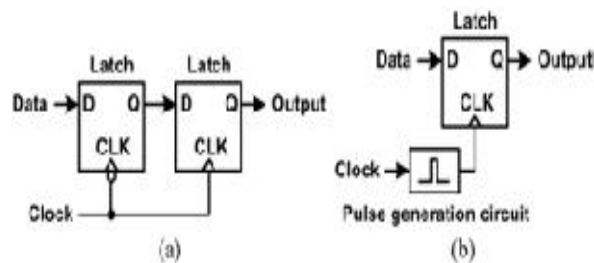 Latch Latch
Data D Q D Q Output
CLK CLK
Clock
(a)
Latch
Data D Q Output
CLK
Clock
Pulse generation circuit
(b)